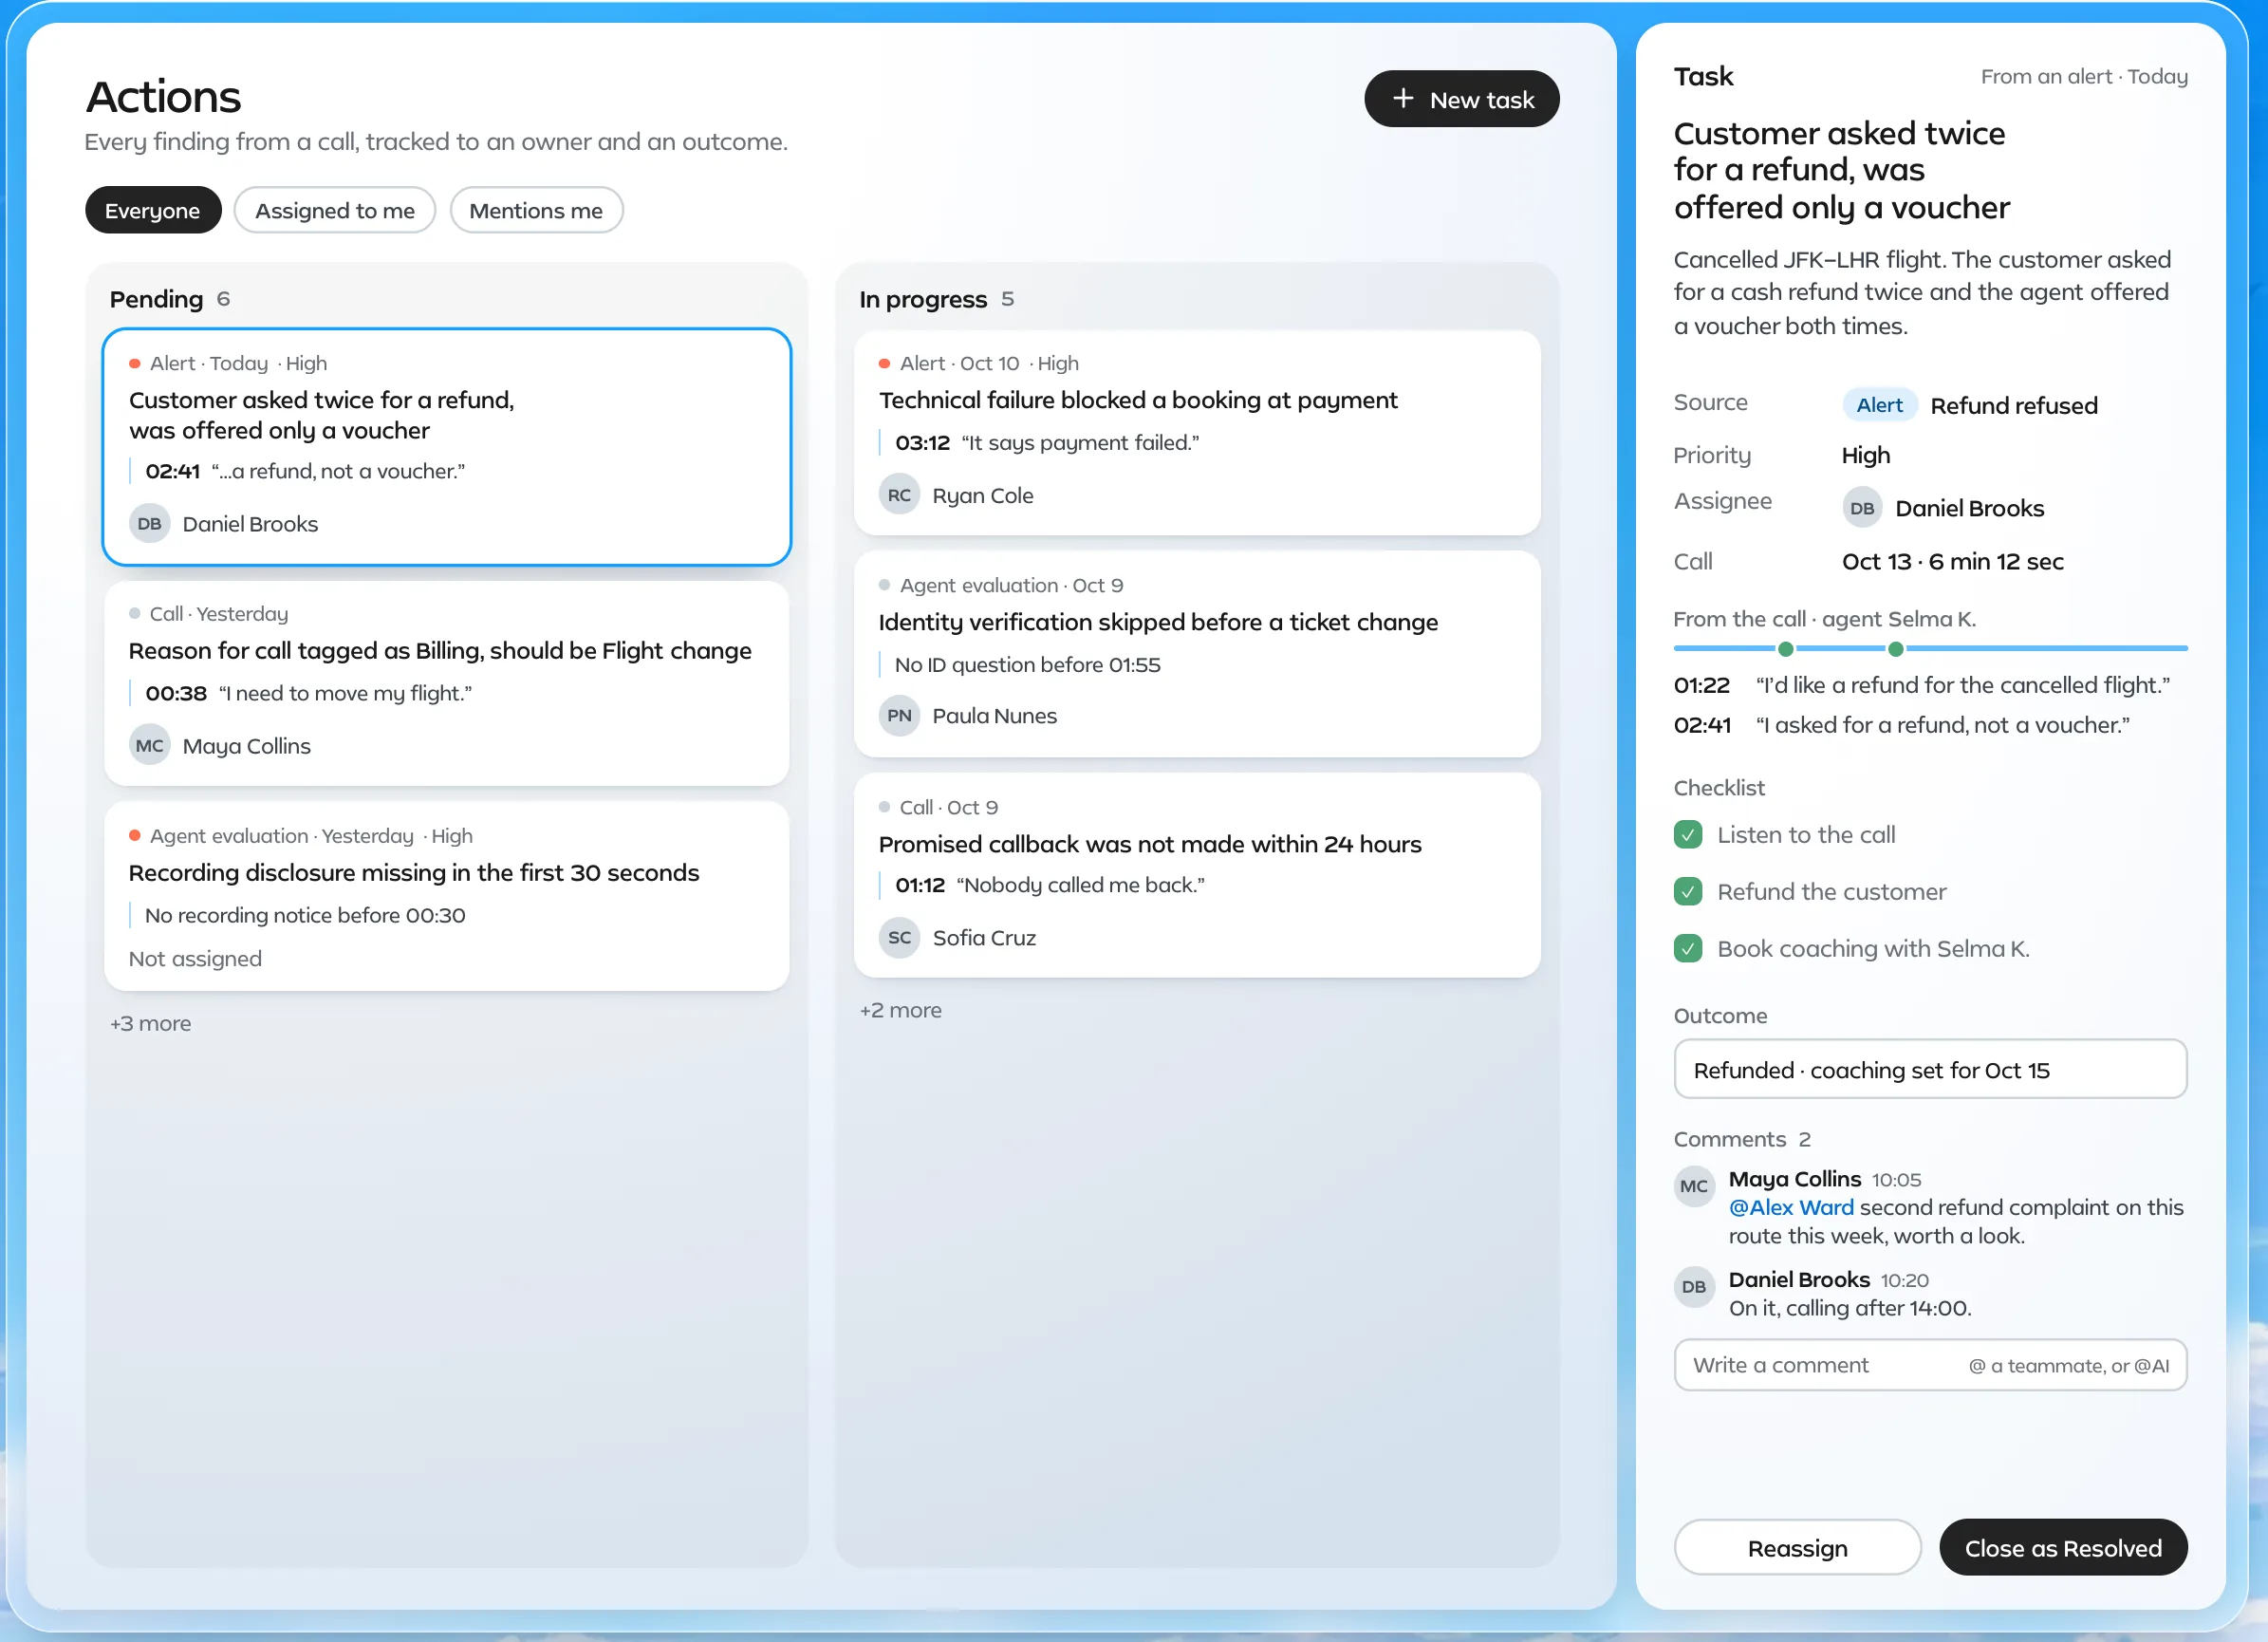 Actions
Every finding from a call, tracked to an owner and an outcome.
+ New task
Everyone
Assigned to me
Mentions me
Pending 6
Alert · Today · High
Customer asked twice for a refund,
was offered only a voucher
02:41 “...a refund, not a voucher.”
DB Daniel Brooks
Call · Yesterday
Reason for call tagged as Billing, should be Flight change
00:38 “I need to move my flight.”
MC Maya Collins
Agent evaluation · Yesterday · High
Recording disclosure missing in the first 30 seconds
No recording notice before 00:30
Not assigned
+3 more
In progress 5
Alert · Oct 10 · High
Technical failure blocked a booking at payment
03:12 “It says payment failed.”
RC Ryan Cole
Agent evaluation · Oct 9
Identity verification skipped before a ticket change
No ID question before 01:55
PN Paula Nunes
Call · Oct 9
Promised callback was not made within 24 hours
01:12 “Nobody called me back.”
SC Sofia Cruz
+2 more
Task
From an alert · Today
Customer asked twice
for a refund, was
offered only a voucher
Cancelled JFK–LHR flight. The customer asked
for a cash refund twice and the agent offered
a voucher both times.
Source Alert Refund refused
Priority High
Assignee DB Daniel Brooks
Call Oct 13 · 6 min 12 sec
From the call · agent Selma K.
01:22 “I’d like a refund for the cancelled flight.”
02:41 “I asked for a refund, not a voucher.”
Checklist
Listen to the call
Refund the customer
Book coaching with Selma K.
Outcome
Refunded · coaching set for Oct 15
Comments 2
MC Maya Collins 10:05
@Alex Ward second refund complaint on this
route this week, worth a look.
DB Daniel Brooks 10:20
On it, calling after 14:00.
Write a comment @ a teammate, or @AI
Reassign
Close as Resolved